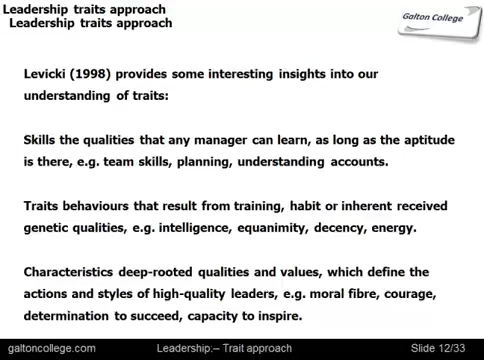 Leadership traits approach
Leadership traits approach
Galton College
Levicki (1998) provides some interesting insights into our
understanding of traits:
Skills the qualities that any manager can learn, as long as the aptitude
is there, e.g. team skills, planning, understanding accounts.
Traits behaviours that result from training, habit or inherent received
genetic qualities, e.g. intelligence, equanimity, decency, energy.
Characteristics deep-rooted qualities and values, which define the
actions and styles of high-quality leaders, e.g. moral fibre, courage,
determination to succeed, capacity to inspire.
galtoncollege.com Leadership:– Trait approach Slide 12/33